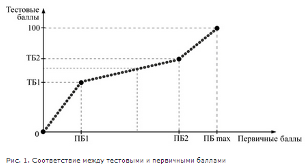 Тестовые
баллы
100
ТБ2
ТБ1
0
ПБ1
ПБ2
ПБ max
Первичные баллы
Рис. 1. Соответствие между тестовыми и первичными баллами